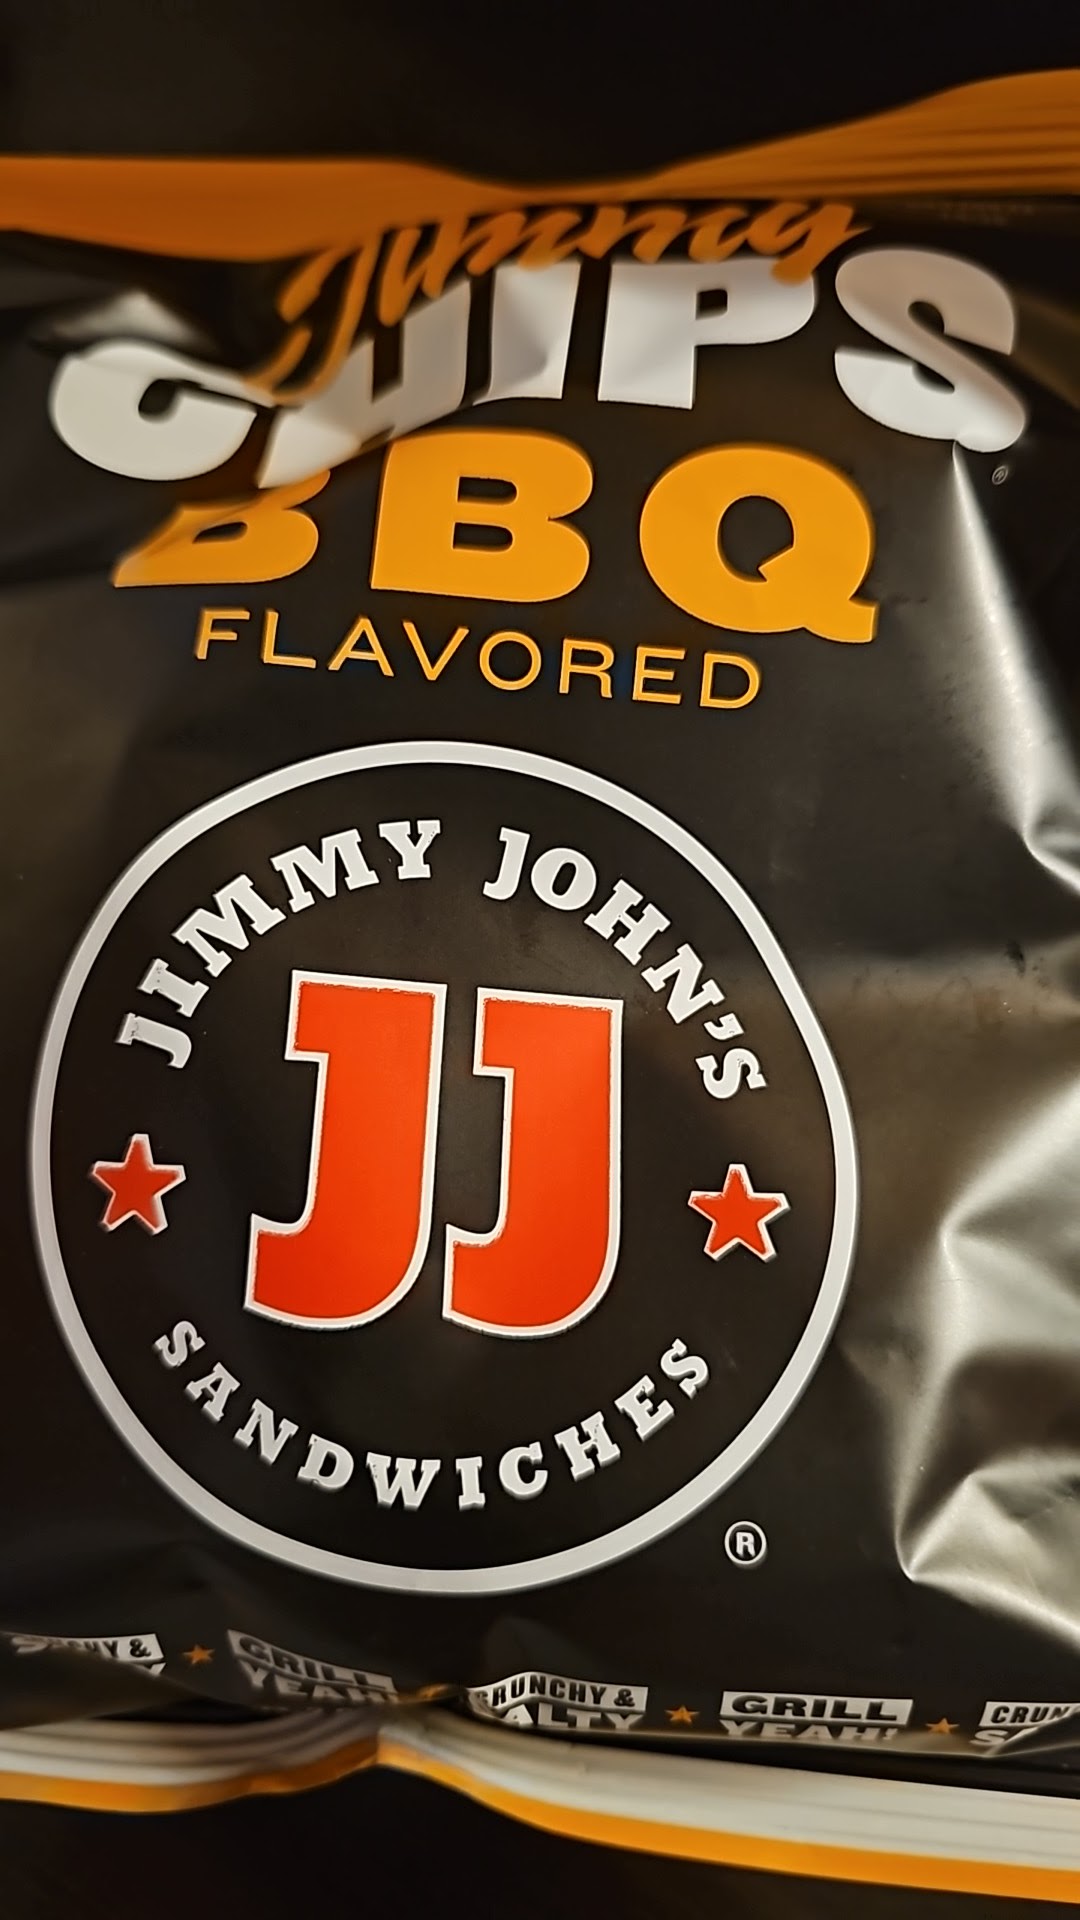 Jimmy
CHIPS
®
BBQ
FLAVORED
JIMMY JOHN'S
JJ
SANDWICHES
®
GRILL CRUNCHY & GRILL
YEAH! SALTY YEAH!